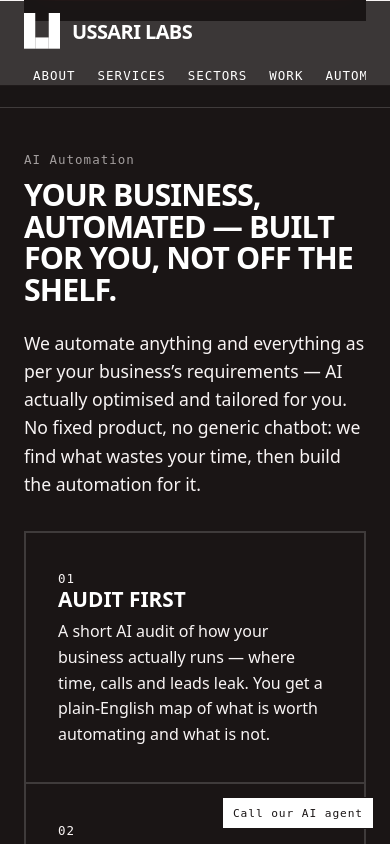 USSARI LABS
ABOUT SERVICES SECTORS WORK AUTOM
AI Automation
YOUR BUSINESS,
AUTOMATED — BUILT
FOR YOU, NOT OFF THE
SHELF.
We automate anything and everything as
per your business’s requirements — AI
actually optimised and tailored for you.
No fixed product, no generic chatbot: we
find what wastes your time, then build
the automation for it.
01
AUDIT FIRST
A short AI audit of how your
business actually runs — where
time, calls and leads leak. You get a
plain-English map of what is worth
automating and what is not.
Call our AI agent
02